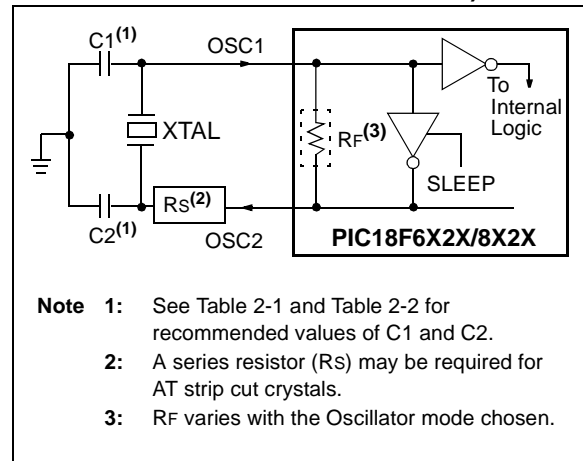 C1(1)
OSC1
To
Internal
Logic
XTAL
RF(3)
SLEEP
RS(2)
C2(1)
OSC2
PIC18F6X2X/8X2X
Note 1: See Table 2-1 and Table 2-2 for
recommended values of C1 and C2.
2: A series resistor (RS) may be required for
AT strip cut crystals.
3: RF varies with the Oscillator mode chosen.